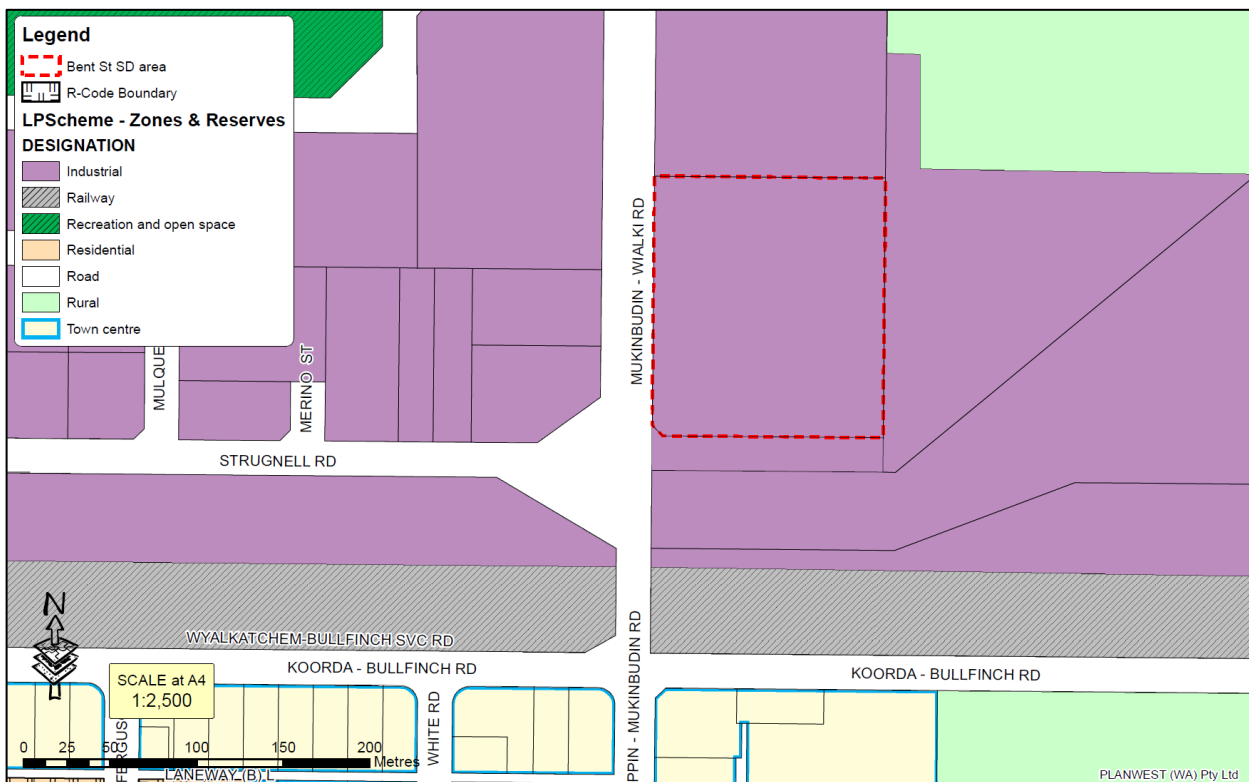 Legend
Bent St SD area
R-Code Boundary
LPScheme - Zones & Reserves
DESIGNATION
Industrial
Railway
Recreation and open space
Residential
Road
Rural
Town centre
MUKINBUDIN - WIALKI RD
MULQUE
MERINO ST
STRUGNELL RD
N
WYALKATCHEM-BULLFINCH SVC RD
KOORDA - BULLFINCH RD
KOORDA - BULLFINCH RD
SCALE at A4
1:2,500
FERGUS
WHITE RD
PPIN - MUKINBUDIN RD
0 25 50 100 150 200
Metres
LANEWAY (B) L
PLANWEST (WA) Pty Ltd